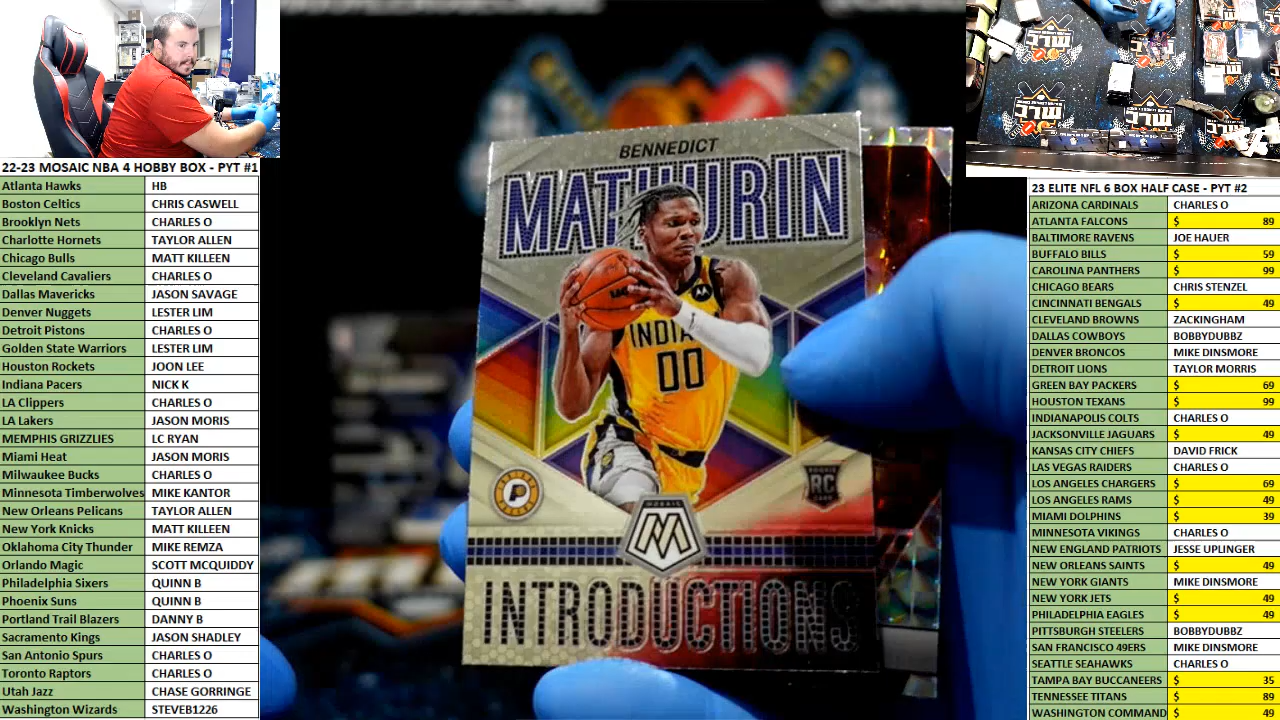 22-23 MOSAIC NBA 4 HOBBY BOX - PYT #1
Atlanta Hawks HB
Boston Celtics CHRIS CASWELL
Brooklyn Nets CHARLES O
Charlotte Hornets TAYLOR ALLEN
Chicago Bulls MATT KILLEEN
Cleveland Cavaliers CHARLES O
Dallas Mavericks JASON SAVAGE
Denver Nuggets LESTER LIM
Detroit Pistons CHARLES O
Golden State Warriors LESTER LIM
Houston Rockets JOON LEE
Indiana Pacers NICK K
LA Clippers CHARLES O
LA Lakers JASON MORIS
MEMPHIS GRIZZLIES LC RYAN
Miami Heat JASON MORIS
Milwaukee Bucks CHARLES O
Minnesota Timberwolves MIKE KANTOR
New Orleans Pelicans TAYLOR ALLEN
New York Knicks MATT KILLEEN
Oklahoma City Thunder MIKE REMZA
Orlando Magic SCOTT MCQUIDDY
Philadelphia Sixers QUINN B
Phoenix Suns QUINN B
Portland Trail Blazers DANNY B
Sacramento Kings JASON SHADLEY
San Antonio Spurs CHARLES O
Toronto Raptors CHARLES O
Utah Jazz CHASE GORRINGE
Washington Wizards STEVEB1226
BENNEDICT
MATHURIN
INDIA
00
P
ROOKIE
RC
CARD
MOSAIC
M
INTRODUCTIONS
23 ELITE NFL 6 BOX HALF CASE - PYT #2
ARIZONA CARDINALS CHARLES O
ATLANTA FALCONS $ 89
BALTIMORE RAVENS JOE HAUER
BUFFALO BILLS $ 59
CAROLINA PANTHERS $ 99
CHICAGO BEARS CHRIS STENZEL
CINCINNATI BENGALS $ 49
CLEVELAND BROWNS ZACKINGHAM
DALLAS COWBOYS BOBBYDUBBZ
DENVER BRONCOS MIKE DINSMORE
DETROIT LIONS TAYLOR MORRIS
GREEN BAY PACKERS $ 69
HOUSTON TEXANS $ 99
INDIANAPOLIS COLTS CHARLES O
JACKSONVILLE JAGUARS $ 49
KANSAS CITY CHIEFS DAVID FRICK
LAS VEGAS RAIDERS CHARLES O
LOS ANGELES CHARGERS $ 69
LOS ANGELES RAMS $ 49
MIAMI DOLPHINS $ 39
MINNESOTA VIKINGS CHARLES O
NEW ENGLAND PATRIOTS JESSE UPLINGER
NEW ORLEANS SAINTS $ 49
NEW YORK GIANTS MIKE DINSMORE
NEW YORK JETS $ 49
PHILADELPHIA EAGLES $ 49
PITTSBURGH STEELERS BOBBYDUBBZ
SAN FRANCISCO 49ERS MIKE DINSMORE
SEATTLE SEAHAWKS CHARLES O
TAMPA BAY BUCCANEERS $ 35
TENNESSEE TITANS $ 89
WASHINGTON COMMAND $ 49